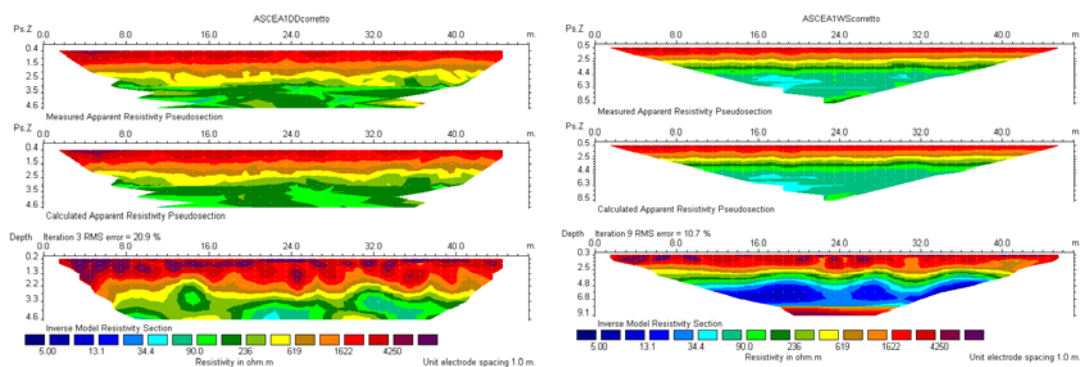 ASCEA1DDcorretto
Ps.Z 0.0 8.0 16.0 24.0 32.0 40.0 m.
0.4
1.5
2.5
3.5
4.6
Measured Apparent Resistivity Pseudosection
Ps.Z 0.0 8.0 16.0 24.0 32.0 40.0 m.
0.4
1.5
2.5
3.5
4.6
Calculated Apparent Resistivity Pseudosection
Depth Iteration 3 RMS error = 20.9 %
0.0 8.0 16.0 24.0 32.0 40.0 m.
0.2
1.3
2.2
3.3
4.6
Inverse Model Resistivity Section
5.00 13.1 34.4 90.0 236 619 1622 4250
Resistivity in ohm.m
Unit electrode spacing 1.0 m.
ASCEA1WScorretto
Ps.Z 0.0 8.0 16.0 24.0 32.0 40.0 m.
0.5
2.5
4.3
6.3
8.5
Measured Apparent Resistivity Pseudosection
Ps.Z 0.0 8.0 16.0 24.0 32.0 40.0 m.
0.5
2.5
4.3
6.3
8.5
Calculated Apparent Resistivity Pseudosection
Depth Iteration 9 RMS error = 10.7 %
0.0 8.0 16.0 24.0 32.0 40.0 m.
0.3
2.6
4.8
6.8
9.1
Inverse Model Resistivity Section
5.00 13.1 34.4 90.0 236 619 1622 4250
Resistivity in ohm.m
Unit electrode spacing 1.0 m.